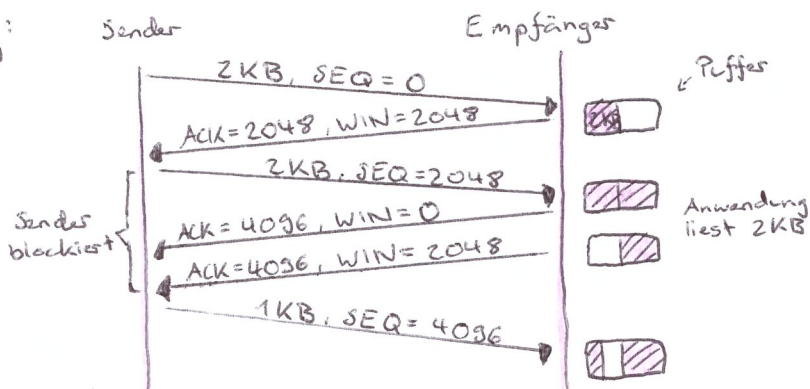 :
Sender Empfänger
2KB, SEQ=0
Puffer
2KB
ACK=2048, WIN=2048
2KB, SEQ=2048
Anwendung
liest 2KB
Sender
blockiert
ACK=4096, WIN=0
ACK=4096, WIN=2048
1KB, SEQ=4096